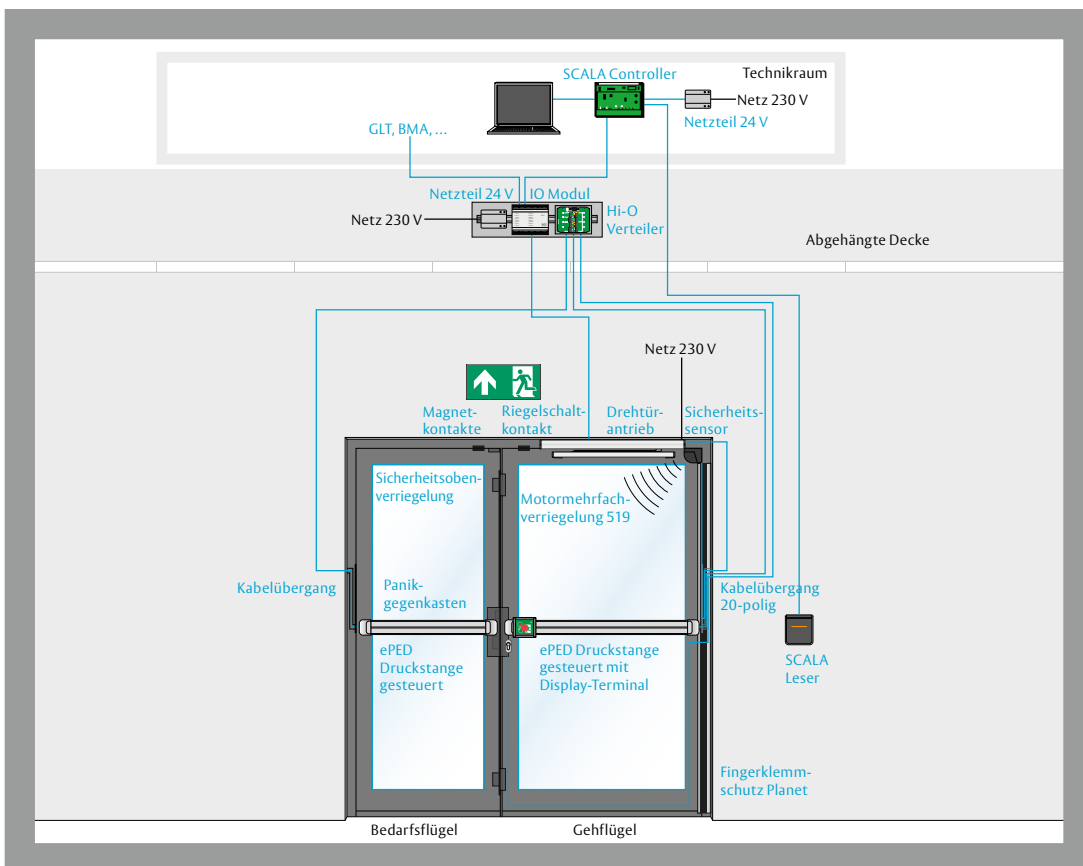 SCALA Controller
Technikraum
Netz 230 V
Netzteil 24 V
GLT, BMA, ...
Netzteil 24 V
IO Modul
Netz 230 V
Hi-O
Verteiler
Abgehängte Decke
Netz 230 V
Magnet-
kontakte
Riegelschalt-
kontakt
Drehtür-
antrieb
Sicherheits-
sensor
Sicherheitsoben-
verriegelung
Motormehrfach-
verriegelung 519
Kabelübergang
Panik-
gegenkasten
Kabelübergang
20-polig
ePED
Druckstange
gesteuert
ePED Druckstange
gesteuert mit
Display-Terminal
SCALA
Leser
Fingerklemm-
schutz Planet
Bedarfsflügel
Gehflügel